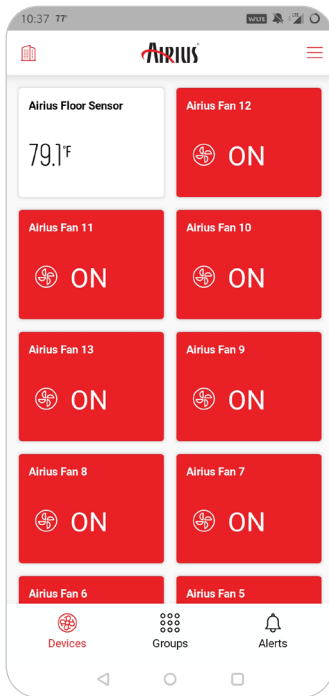 10:37 77°
VoLTE LTE
AIRIUS
Airius Floor Sensor
79.1°F
Airius Fan 12
ON
Airius Fan 11
ON
Airius Fan 10
ON
Airius Fan 13
ON
Airius Fan 9
ON
Airius Fan 8
ON
Airius Fan 7
ON
Airius Fan 6
Airius Fan 5
Devices
Groups
Alerts